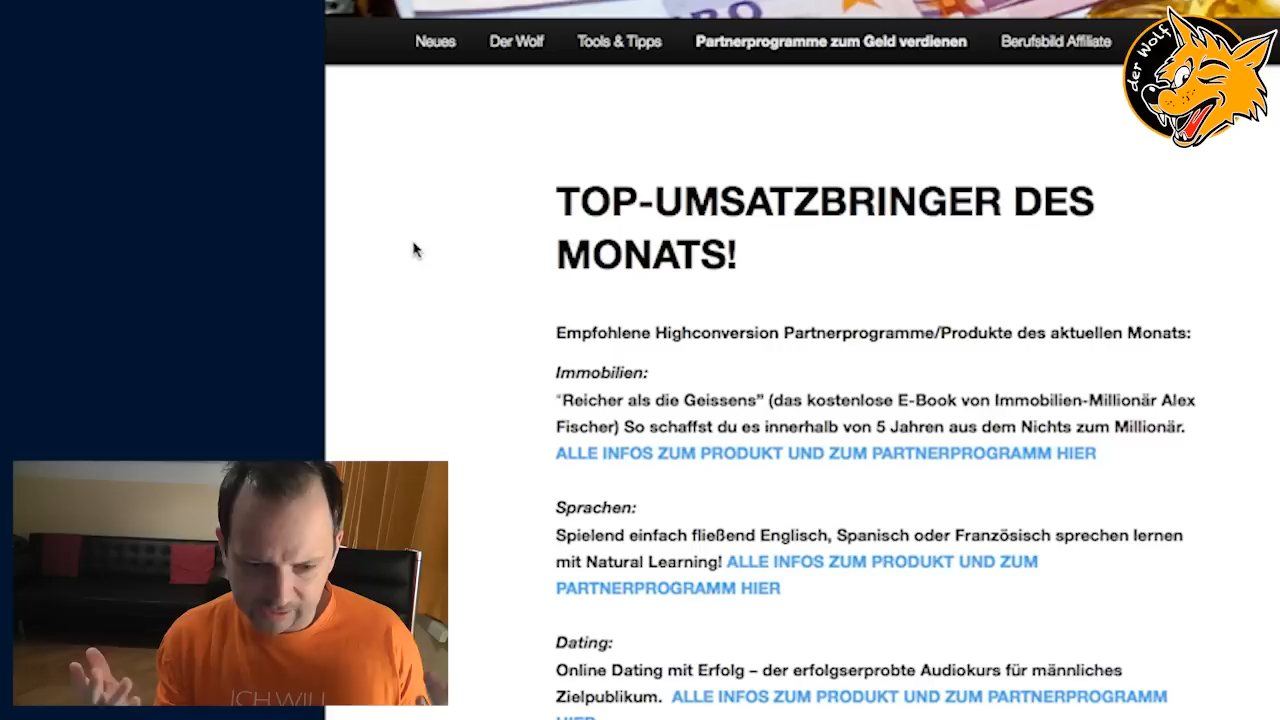 EURO
Neues Der Wolf Tools & Tipps Partnerprogramme zum Geld verdienen Berufsbild Affiliate
der Wolf
TOP-UMSATZBRINGER DES
MONATS!
Empfohlene Highconversion Partnerprogramme/Produkte des aktuellen Monats:
Immobilien:
"Reicher als die Geissens” (das kostenlose E-Book von Immobilien-Millionär Alex
Fischer) So schaffst du es innerhalb von 5 Jahren aus dem Nichts zum Millionär.
ALLE INFOS ZUM PRODUKT UND ZUM PARTNERPROGRAMM HIER
Sprachen:
Spielend einfach fließend Englisch, Spanisch oder Französisch sprechen lernen
mit Natural Learning! ALLE INFOS ZUM PRODUKT UND ZUM
PARTNERPROGRAMM HIER
Dating:
Online Dating mit Erfolg – der erfolgserprobte Audiokurs für männliches
Zielpublikum. ALLE INFOS ZUM PRODUKT UND ZUM PARTNERPROGRAMM
HIER
ICH WILL